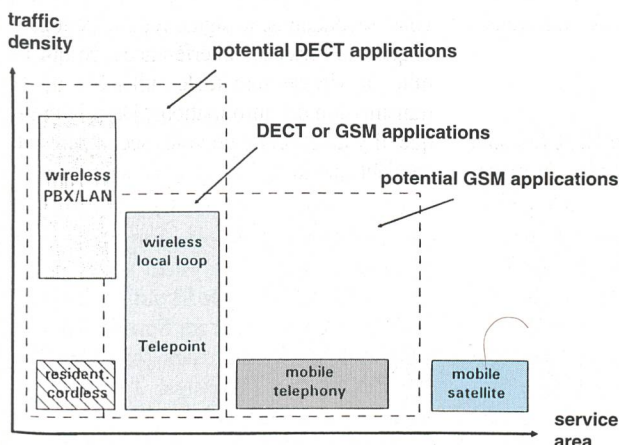 traffic
density
potential DECT applications
DECT or GSM applications
potential GSM applications
wireless
PBX/LAN
wireless
local loop
Telepoint
resident.
cordless
mobile
telephony
mobile
satellite
service
area